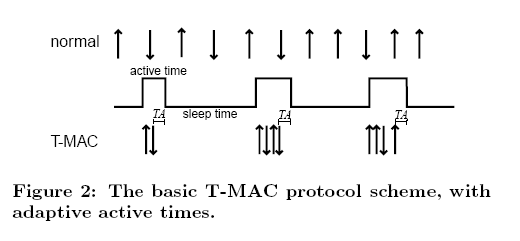 normal
active time
TA
sleep time
TA
TA
T-MAC
Figure 2: The basic T-MAC protocol scheme, with
adaptive active times.